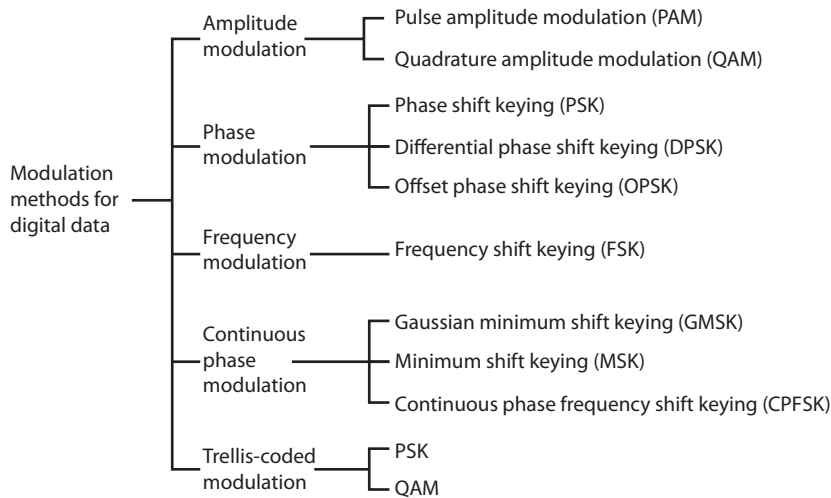 Modulation
methods for
digital data
Amplitude
modulation
Pulse amplitude modulation (PAM)
Quadrature amplitude modulation (QAM)
Phase
modulation
Phase shift keying (PSK)
Differential phase shift keying (DPSK)
Offset phase shift keying (OPSK)
Frequency
modulation
Frequency shift keying (FSK)
Continuous
phase
modulation
Gaussian minimum shift keying (GMSK)
Minimum shift keying (MSK)
Continuous phase frequency shift keying (CPFSK)
Trellis-coded
modulation
PSK
QAM